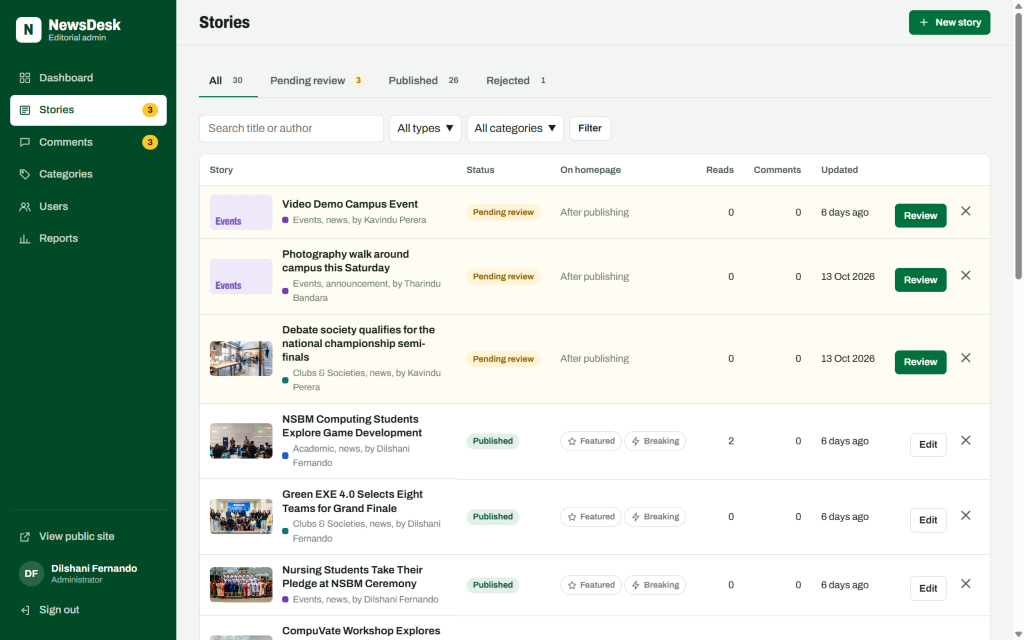 N NewsDesk
Editorial admin
Dashboard
Stories 3
Comments 3
Categories
Users
Reports
View public site
DF Dilshani Fernando
Administrator
Sign out
Stories
+ New story
All 30 Pending review 3 Published 26 Rejected 1
Search title or author All types ▼ All categories ▼ Filter
Story Status On homepage Reads Comments Updated
Events
Video Demo Campus Event
Events, news, by Kavindu Perera
Pending review After publishing 0 0 6 days ago Review
Events
Photography walk around
campus this Saturday
Events, announcement, by Tharindu
Bandara
Pending review After publishing 0 0 13 Oct 2026 Review
Debate society qualifies for the
national championship semi-
finals
Clubs & Societies, news, by Kavindu
Perera
Pending review After publishing 0 0 13 Oct 2026 Review
NSBM Computing Students
Explore Game Development
Academic, news, by Dilshani
Fernando
Published Featured Breaking 2 0 6 days ago Edit
Green EXE 4.0 Selects Eight
Teams for Grand Finale
Clubs & Societies, news, by Dilshani
Fernando
Published Featured Breaking 0 0 6 days ago Edit
Nursing Students Take Their
Pledge at NSBM Ceremony
Events, news, by Dilshani Fernando
Published Featured Breaking 0 0 6 days ago Edit
CompuVate Workshop Explores